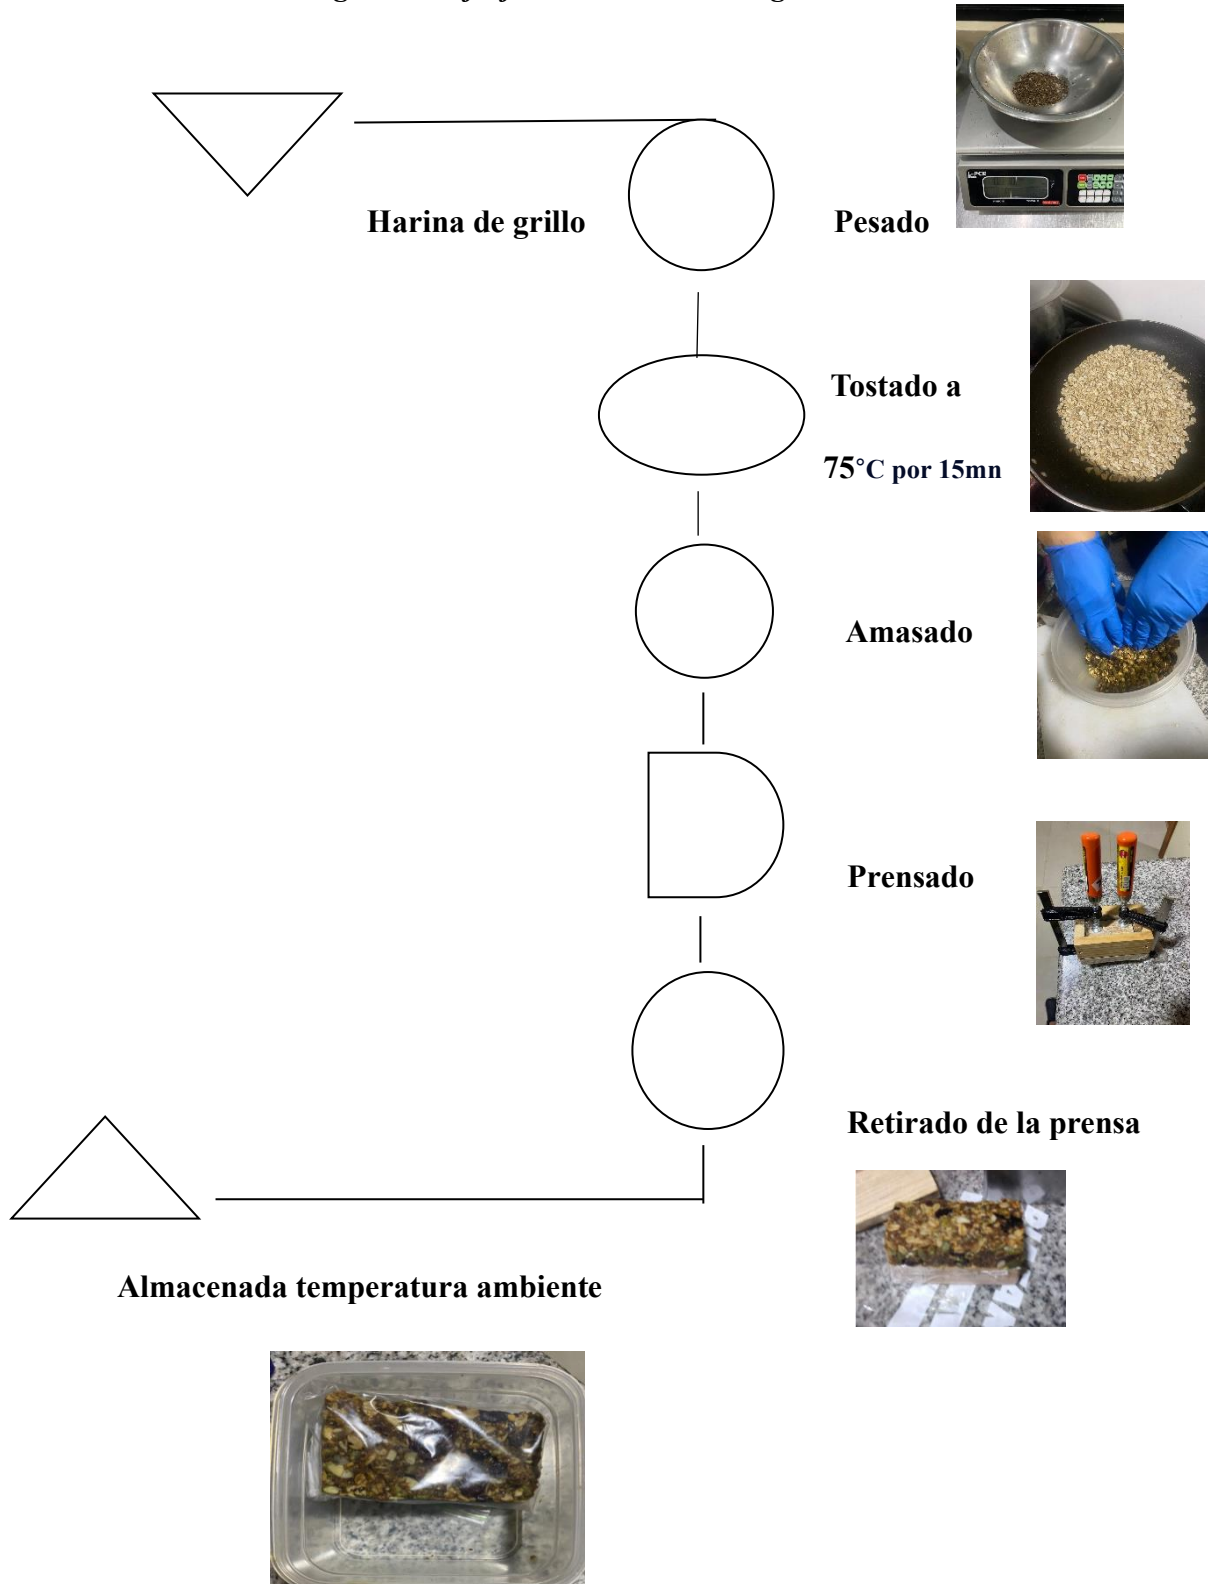 Harina de grillo
Pesado
Tostado a
75°C por 15mn
Amasado
Prensado
Retirado de la prensa
Almacenada temperatura ambiente